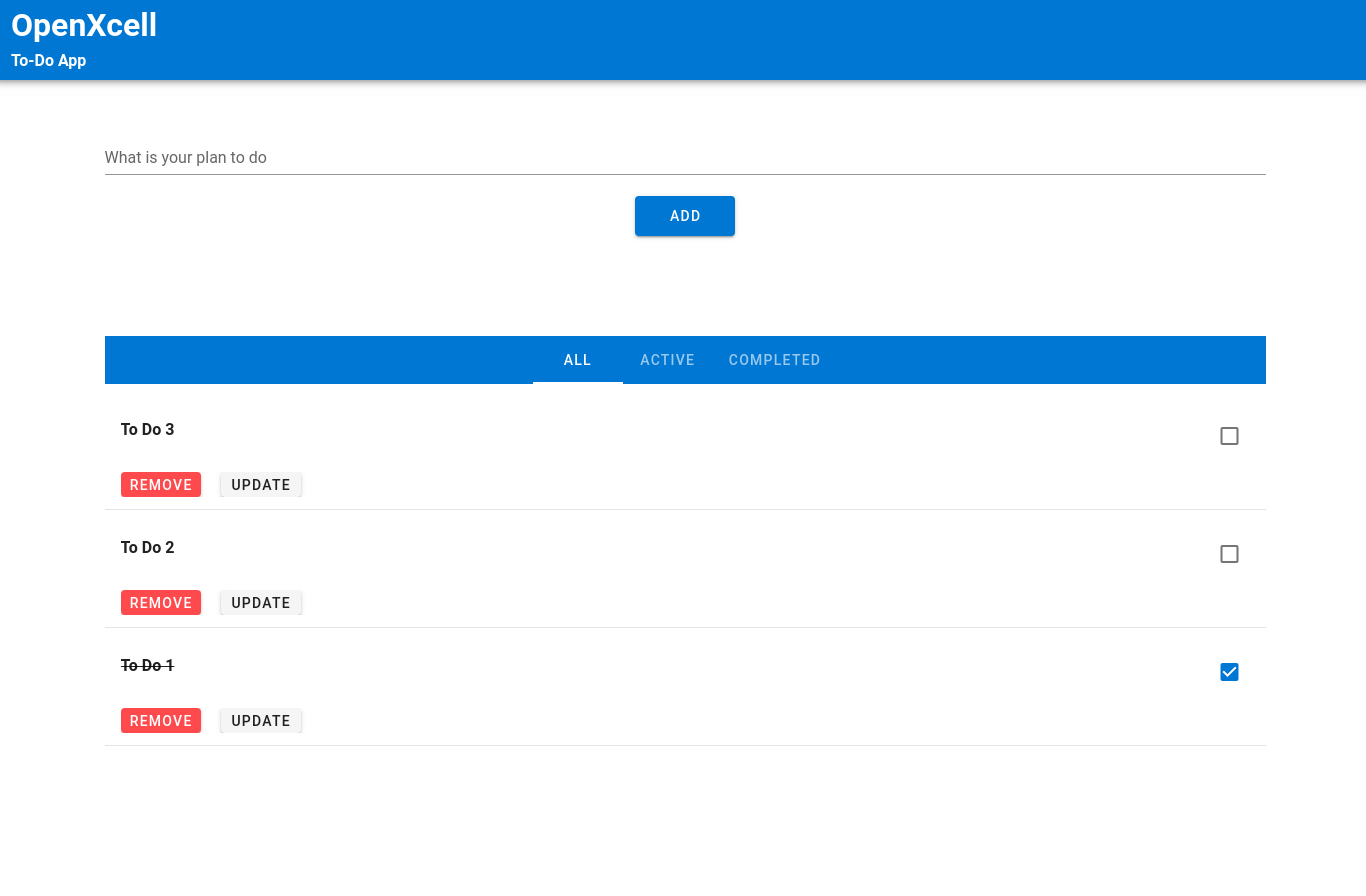 OpenXcell
To-Do App
What is your plan to do
ADD
ALL ACTIVE COMPLETED
To Do 3
REMOVE UPDATE
To Do 2
REMOVE UPDATE
To Do 1
REMOVE UPDATE